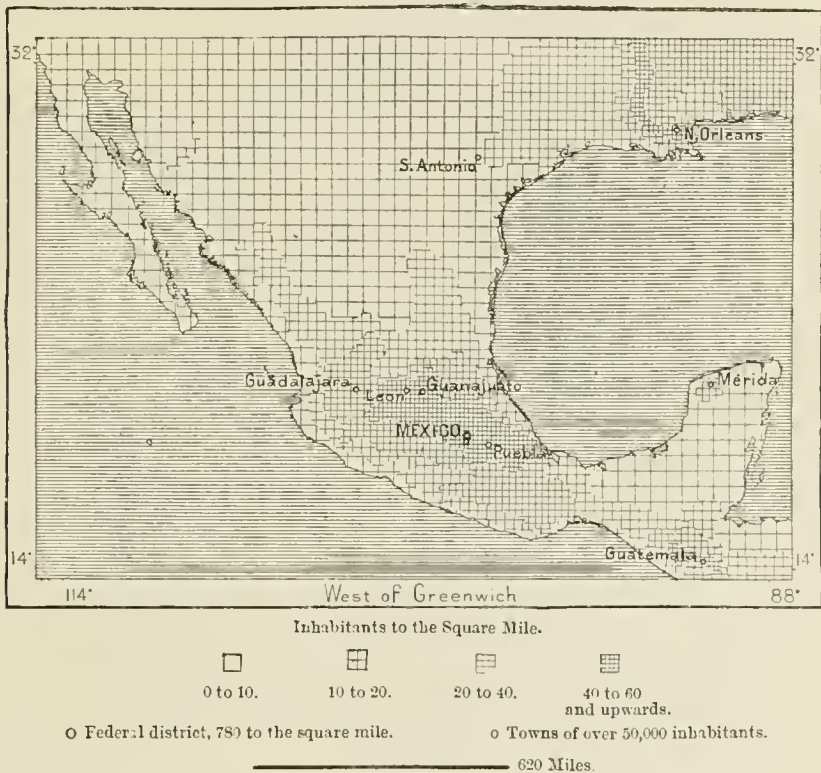 32°
32°
N. Orleans
S. Antonio
Guadalajara
Leon
Guanajuato
Mérida
MEXICO
Puebla
Guatemala
14°
14°
114°
West of Greenwich
88°
Inhabitants to the Square Mile.
0 to 10.
10 to 20.
20 to 40.
40 to 60
and upwards.
Federal district, 780 to the square mile.
Towns of over 50,000 inhabitants.
620 Miles.